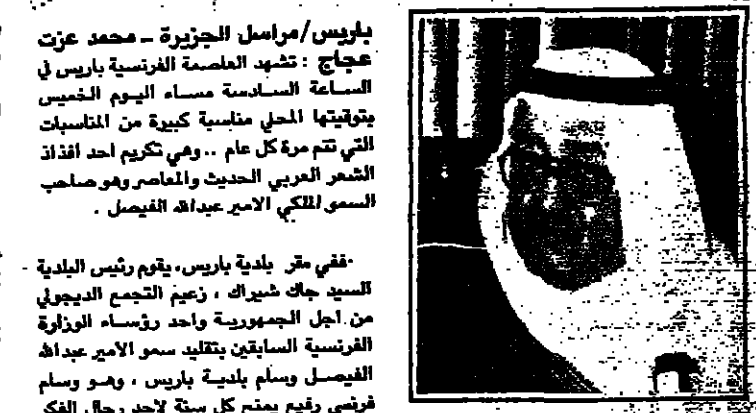 باريس/مراسل الجزيرة ـ محمد عزت
عجاج : تشهد العاصمة الفرنسية باريس في
الساعة السادسة مساء اليوم الخميس
بتوقيتها المحلي مناسبة كبيرة من المناسبات
التي تتم مرة كل عام .. وهي تكريم احد افذاذ
الشعر العربي الحديث والمعاصر وهو صاحب
السمو الملكي الامير عبدالله الفيصل .
ففي مقر بلدية باريس، يقوم رئيس البلدية
السيد جاك شيراك ، زعيم التجمع الديجولي
من اجل الجمهورية واحد رؤساء الوزارة
الفرنسية السابقين بتقليد سمو الامير عبدالله
الفيصل وسام بلدية باريس ، وهو وسام
فرنسي رفيع يمنح كل سنة لاحد رجال الفكر